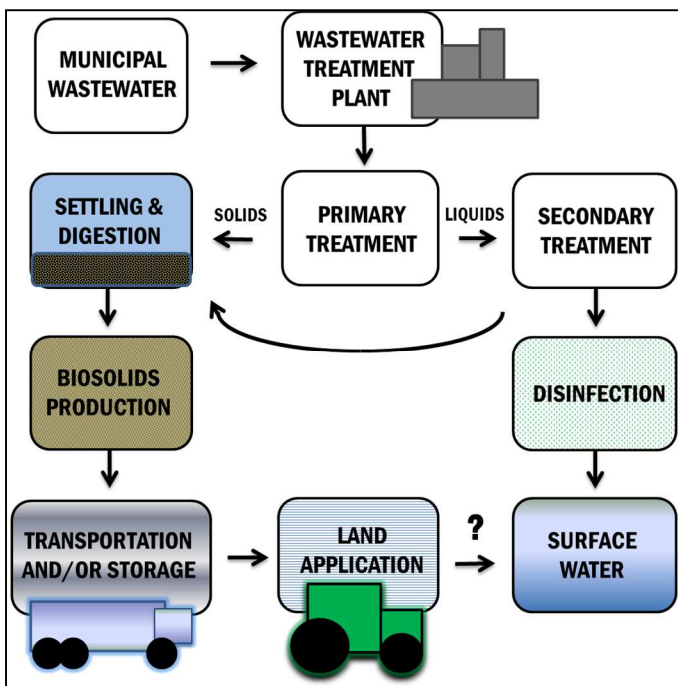 MUNICIPAL
WASTEWATER
WASTEWATER
TREATMENT
PLANT
SETTLING &
DIGESTION
SOLIDS
PRIMARY
TREATMENT
LIQUIDS
SECONDARY
TREATMENT
BIOSOLIDS
PRODUCTION
DISINFECTION
TRANSPORTATION
AND/OR STORAGE
LAND
APPLICATION
?
SURFACE
WATER